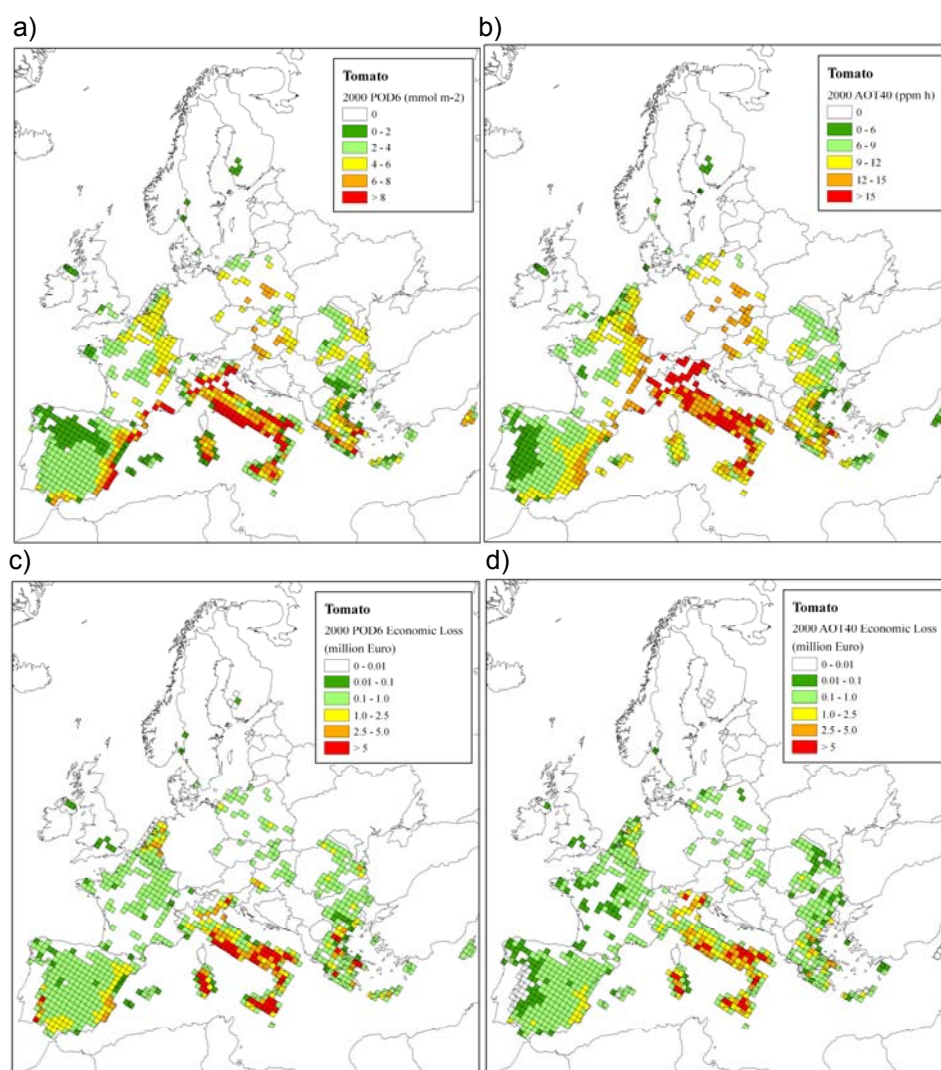 a)
Tomato
2000 POD6 (mmol m-2)
0
0 - 2
2 - 4
4 - 6
6 - 8
> 8
b)
Tomato
2000 AOT40 (ppm h)
0
0 - 6
6 - 9
9 - 12
12 - 15
> 15
c)
Tomato
2000 POD6 Economic Loss
(million Euro)
0 - 0.01
0.01 - 0.1
0.1 - 1.0
1.0 - 2.5
2.5 - 5.0
> 5
d)
Tomato
2000 AOT40 Economic Loss
(million Euro)
0 - 0.01
0.01 - 0.1
0.1 - 1.0
1.0 - 2.5
2.5 - 5.0
> 5